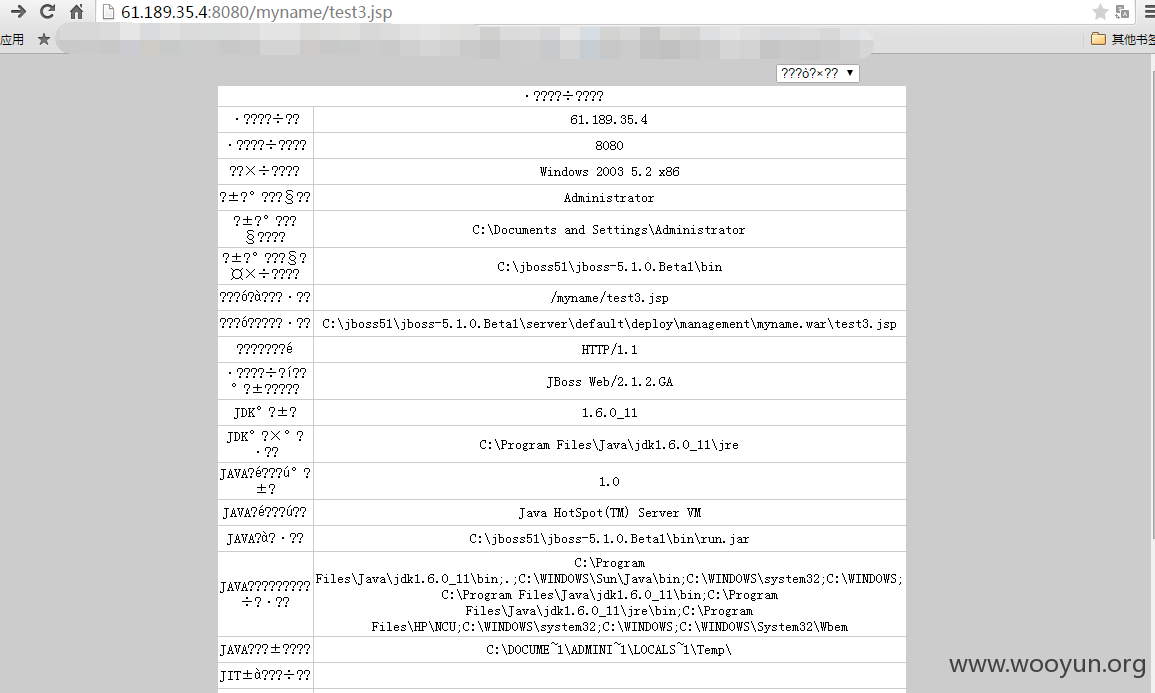 61.189.35.4:8080/myname/test3.jsp
应用
其他书签
???ò?×??
·????÷????
·????÷?? 61.189.35.4
·????÷???? 8080
??×÷???? Windows 2003 5.2 x86
?±?° ???§?? Administrator
?±?° ???
§????
C:\Documents and Settings\Administrator
?±?° ???§?
¤×÷????
C:\jboss51\jboss-5.1.0.Beta1\bin
???ó?à???·?? /myname/test3.jsp
???ó?????·?? C:\jboss51\jboss-5.1.0.Beta1\server\default\deploy\management\myname.war\test3.jsp
???????é HTTP/1.1
·????÷?í??
° ?±?????
JBoss Web/2.1.2.GA
JDK° ?±? 1.6.0_11
JDK° ?×° ?
·??
C:\Program Files\Java\jdk1.6.0_11\jre
JAVA?é???ú° ?
±?
1.0
JAVA?é???ú?? Java HotSpot(TM) Server VM
JAVA?à?·?? C:\jboss51\jboss-5.1.0.Beta1\bin\run.jar
JAVA?????????
÷?·??
C:\Program
Files\Java\jdk1.6.0_11\bin;.;C:\WINDOWS\Sun\Java\bin;C:\WINDOWS\system32;C:\WINDOWS;
C:\Program Files\Java\jdk1.6.0_11\bin;C:\Program
Files\Java\jdk1.6.0_11\jre\bin;C:\Program
Files\HP\NCU;C:\WINDOWS\system32;C:\WINDOWS;C:\WINDOWS\System32\Wbem
JAVA???±???? C:\DOCUME~1\ADMINI~1\LOCALS~1\Temp\
JIT±à???÷??
www.wooyun.org